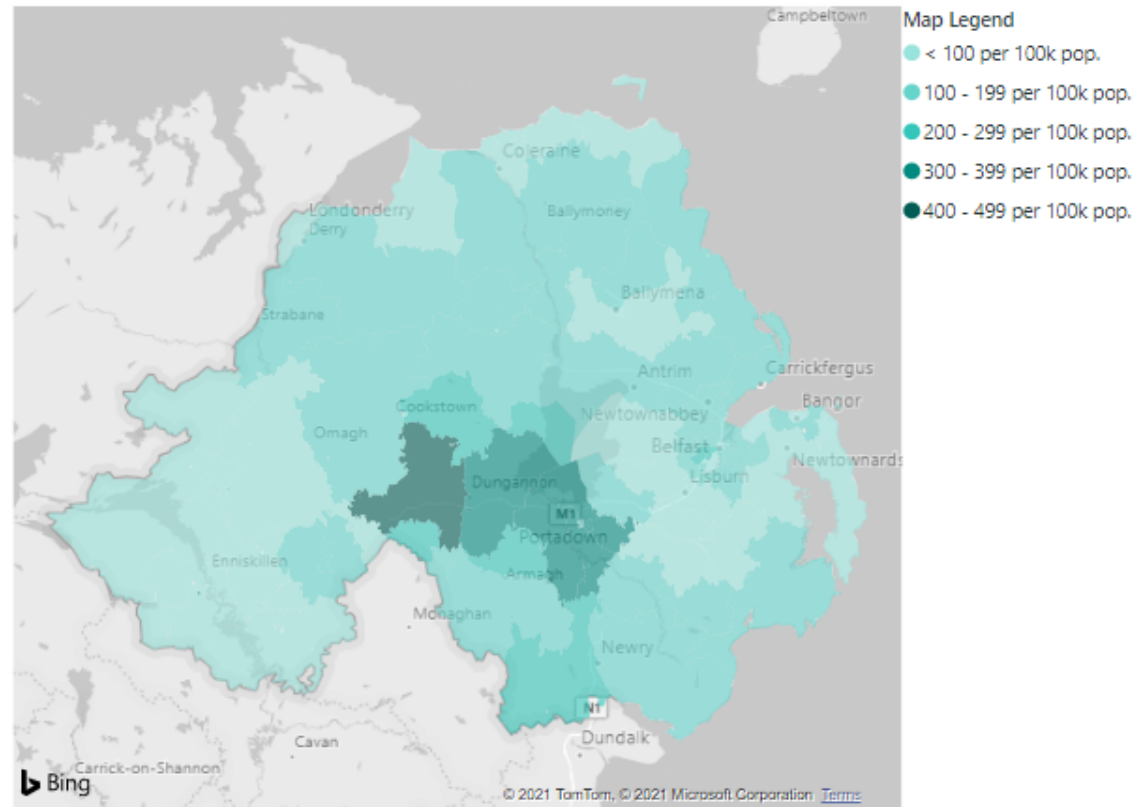 Campbeltown
Map Legend
< 100 per 100k pop.
100 - 199 per 100k pop.
200 - 299 per 100k pop.
300 - 399 per 100k pop.
400 - 499 per 100k pop.
Coleraine
Londonderry
Derry
Ballymoney
Ballymena
Strabane
Antrim
Carrickfergus
Cookstown
Newtownabbey
Bangor
Omagh
Belfast
Newtownards
Lisburn
Dungannon
M1
Portadown
Enniskillen
Armagh
Monaghan
Newry
N1
Dundalk
Cavan
Carrick-on-Shannon
Bing
© 2021 TomTom, © 2021 Microsoft Corporation Terms